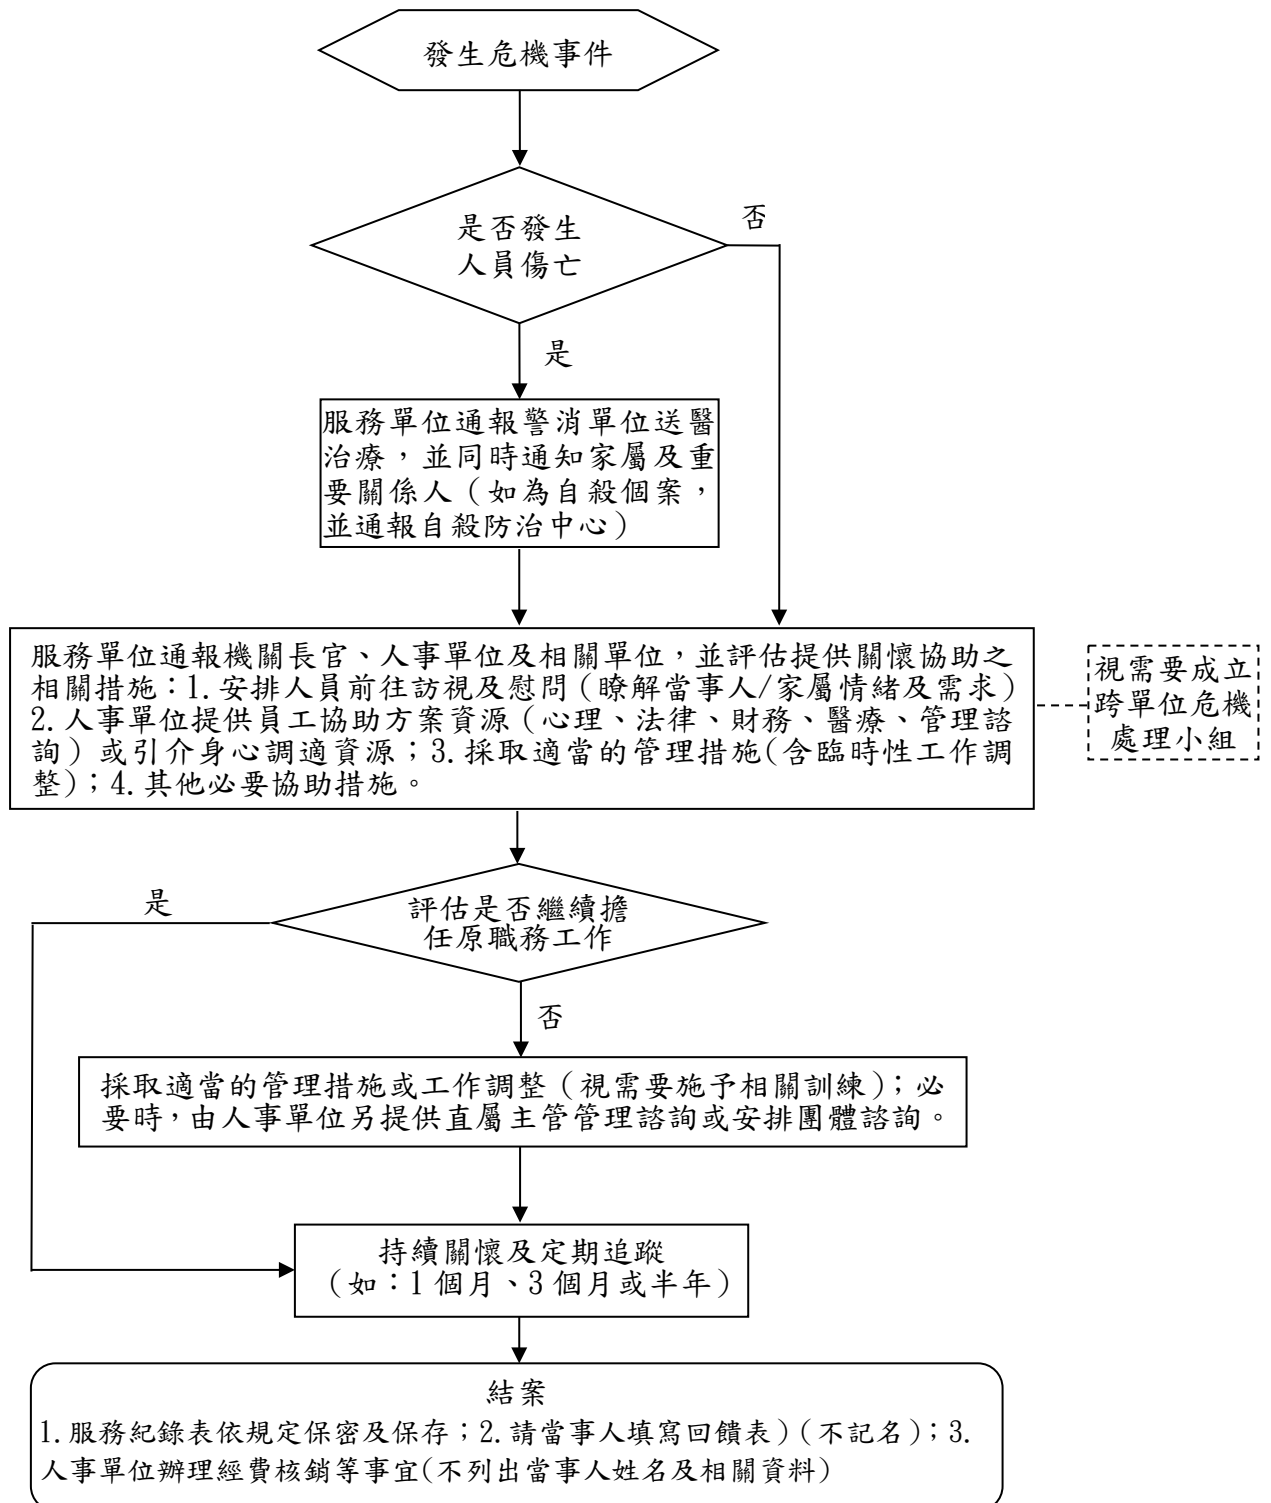 發生危機事件
是否發生
人員傷亡
否
是
服務單位通報警消單位送醫
治療，並同時通知家屬及重
要關係人（如為自殺個案，
並通報自殺防治中心）
服務單位通報機關長官、人事單位及相關單位，並評估提供關懷協助之
相關措施：1.安排人員前往訪視及慰問（瞭解當事人/家屬情緒及需求）
2.人事單位提供員工協助方案資源（心理、法律、財務、醫療、管理諮
詢）或引介身心調適資源；3.採取適當的管理措施(含臨時性工作調
整)；4.其他必要協助措施。
視需要成立
跨單位危機
處理小組
是
評估是否繼續擔
任原職務工作
否
採取適當的管理措施或工作調整（視需要施予相關訓練）；必
要時，由人事單位另提供直屬主管管理諮詢或安排團體諮詢。
持續關懷及定期追蹤
（如：1個月、3個月或半年）
結案
1.服務紀錄表依規定保密及保存；2.請當事人填寫回饋表）(不記名)；3.
人事單位辦理經費核銷等事宜(不列出當事人姓名及相關資料)